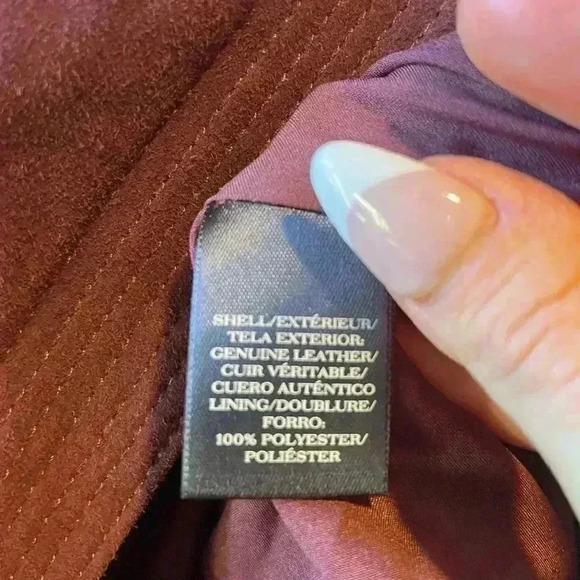 SHELL/EXTÉRIEUR/
TELA EXTERIOR:
GENUINE LEATHER/
CUIR VÉRITABLE/
CUERO AUTÉNTICO
LINING/DOUBLURE/
FORRO:
100% POLYESTER/
POLIÉSTER